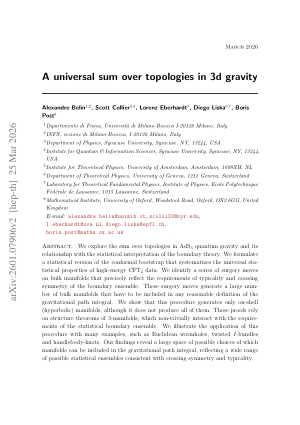 MARCH 2026
A universal sum over topologies in 3d gravity
Alexandre Belin1,2, Scott Collier3,4, Lorenz Eberhardt5, Diego Liska6,7, Boris
Post8
1Departimento di Fisica, Università di Milano-Bicocca I-20126 Milano, Italy
2INFN, sezione di Milano-Bicocca, I-20126 Milano, Italy
3Department of Physics, Syracuse University, Syracuse, NY, 13244, USA
4Institute for Quantum & Information Sciences, Syracuse University, Syracuse, NY, 13244,
USA
5Institute for Theoretical Physics, University of Amsterdam, Amsterdam, 1098XH, NL
6Department of Theoretical Physics, University of Geneva, 1211 Geneva, Switzerland
7Laboratory for Theoretical Fundamental Physics, Institute of Physics, Ecole Polytechnique
Fédérale de Lausanne, 1015 Lausanne, Switzerland
8Mathematical Institute, University of Oxford, Woodstock Road, Oxford, OX2 6GG, United
Kingdom
E-mail: alexandre.belin@unimib.it, scolli02@syr.edu,
l.eberhardt@uva.nl, diego.liska@epfl.ch,
boris.post@maths.ox.ac.uk
ABSTRACT: We explore the sum over topologies in AdS3 quantum gravity and its
relationship with the statistical interpretation of the boundary theory. We formulate
a statistical version of the conformal bootstrap that systematizes the universal sta-
tistical properties of high-energy CFT2 data. We identify a series of surgery moves
on bulk manifolds that precisely reflect the requirements of typicality and crossing
symmetry of the boundary ensemble. These surgery moves generate a large num-
ber of bulk manifolds that have to be included in any reasonable definition of the
gravitational path integral. We show that this procedure generates only on-shell
(hyperbolic) manifolds, although it does not produce all of them. These proofs rely
on structure theorems of 3-manifolds, which non-trivially interact with the require-
ments of the statistical boundary ensemble. We illustrate the application of this
procedure with many examples, such as Euclidean wormholes, twisted I-bundles
and handlebody-knots. Our findings reveal a large space of possible choices of which
manifolds can be included in the gravitational path integral, reflecting a wide range
of possible statistical ensembles consistent with crossing symmetry and typicality.
arXiv:2601.07906v2 [hep-th] 25 Mar 2026